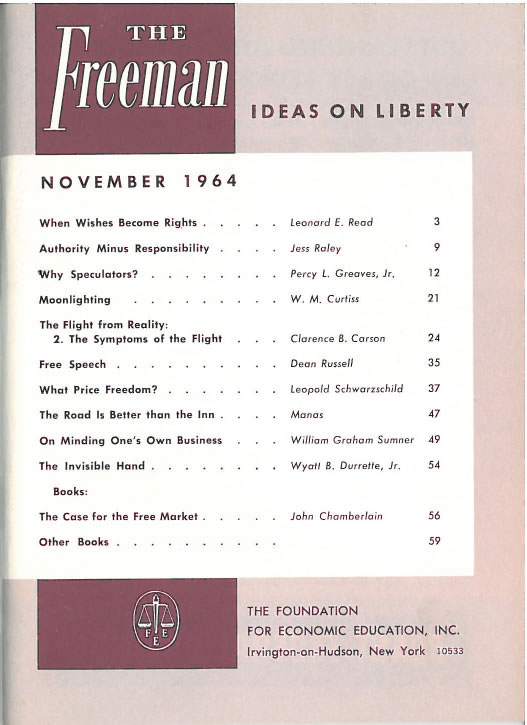 THE
Freeman
IDEAS ON LIBERTY
NOVEMBER 1964
When Wishes Become Rights . . . . . Leonard E. Read 3
Authority Minus Responsibility . . . . Jess Raley 9
Why Speculators? . . . . . . . . Percy L. Greaves, Jr. 12
Moonlighting . . . . . . . . . W. M. Curtiss 21
The Flight from Reality:
2. The Symptoms of the Flight . . . Clarence B. Carson 24
Free Speech . . . . . . . . . . Dean Russell 35
What Price Freedom? . . . . . . . Leopold Schwarzschild 37
The Road Is Better than the Inn . . . . Manas 47
On Minding One's Own Business . . . William Graham Sumner 49
The Invisible Hand . . . . . . . . Wyatt B. Durrette, Jr. 54
Books:
The Case for the Free Market . . . . . John Chamberlain 56
Other Books . . . . . . . . . . 59
F E E
THE FOUNDATION
FOR ECONOMIC EDUCATION, INC.
Irvington-on-Hudson, New York 10533